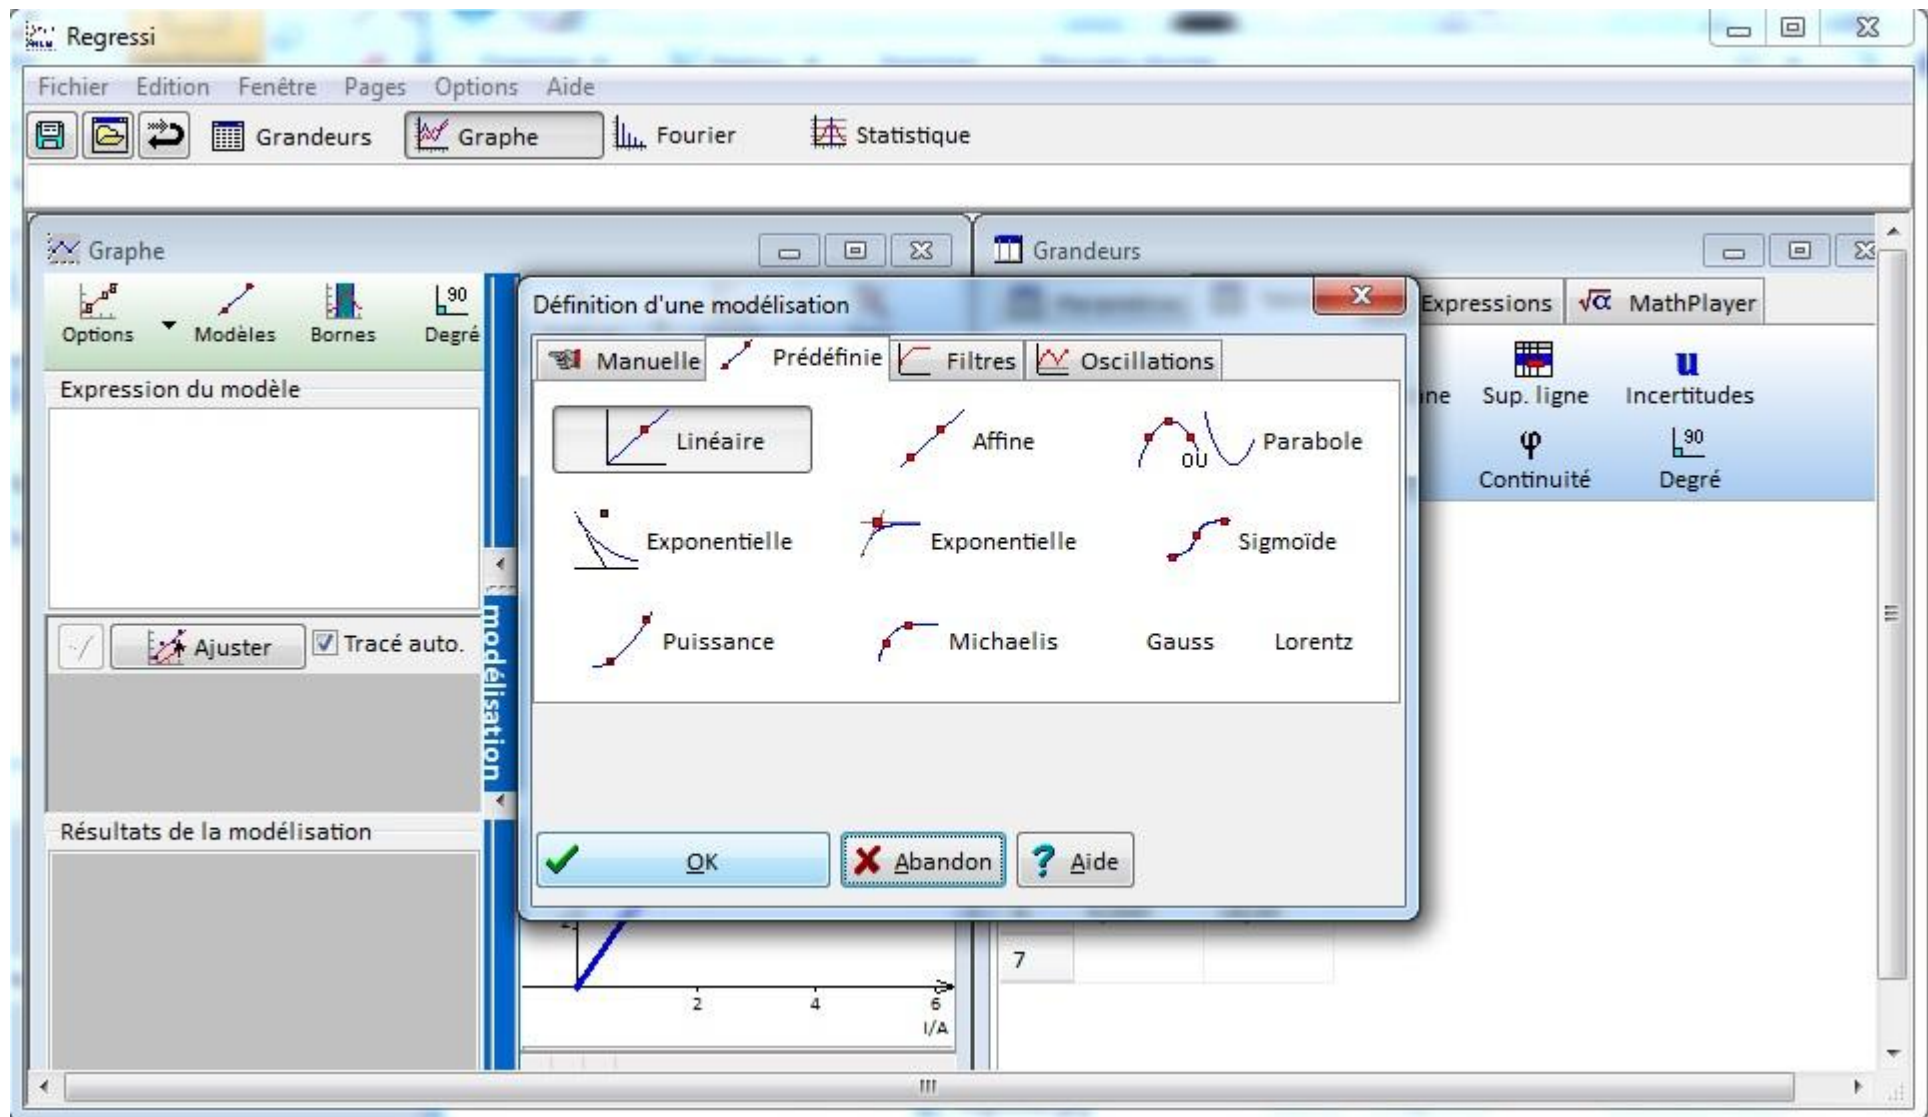 Regressi
Fichier Edition Fenêtre Pages Options Aide
Grandeurs Graphe Fourier Statistique
Graphe
Grandeurs
Options Modèles Bornes Degré
90
Définition d'une modélisation
Expressions √α MathPlayer
Manuelle Prédéfinie Filtres Oscillations
Expression du modèle
Sup. ligne u Incertitudes
Linéaire Affine OU Parabole
φ Continuité 90 Degré
Exponentielle Exponentielle Sigmoïde
Puissance Michaelis Gauss Lorentz
Ajuster Tracé auto.
modélisation
Résultats de la modélisation
OK Abandon ? Aide
7
2 4 6
I/A